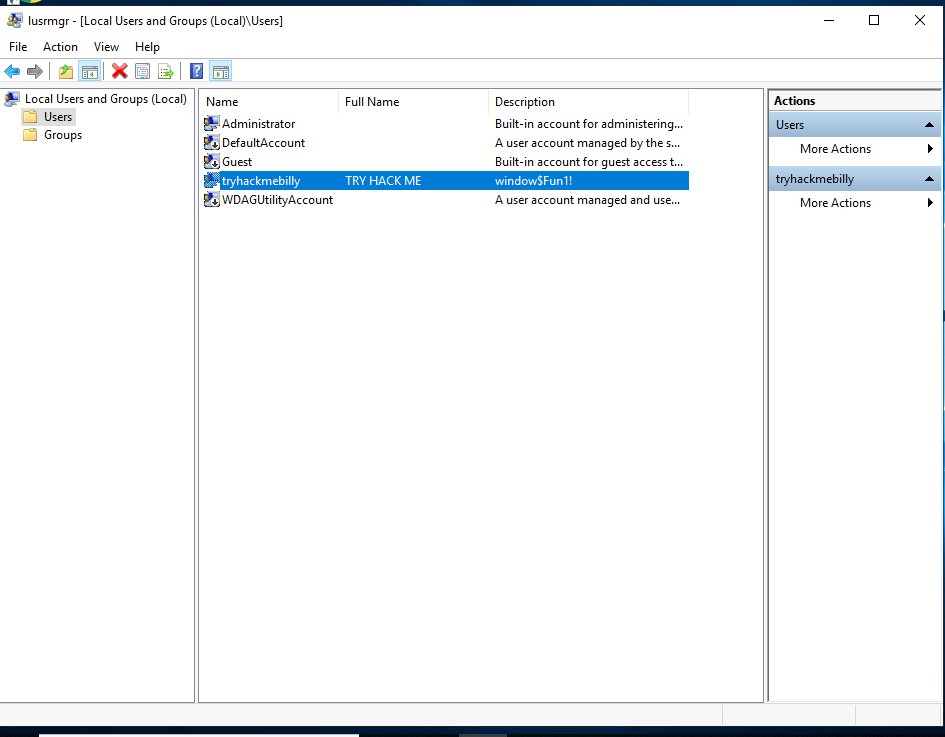 lusrmgr - [Local Users and Groups (Local)\Users]
File Action View Help
Local Users and Groups (Local)
Users
Groups
Name Full Name Description
Administrator Built-in account for administering...
DefaultAccount A user account managed by the s...
Guest Built-in account for guest access t...
tryhackmebilly TRY HACK ME window$Fun1!
WDAGUtilityAccount A user account managed and use...
Actions
Users
More Actions
tryhackmebilly
More Actions